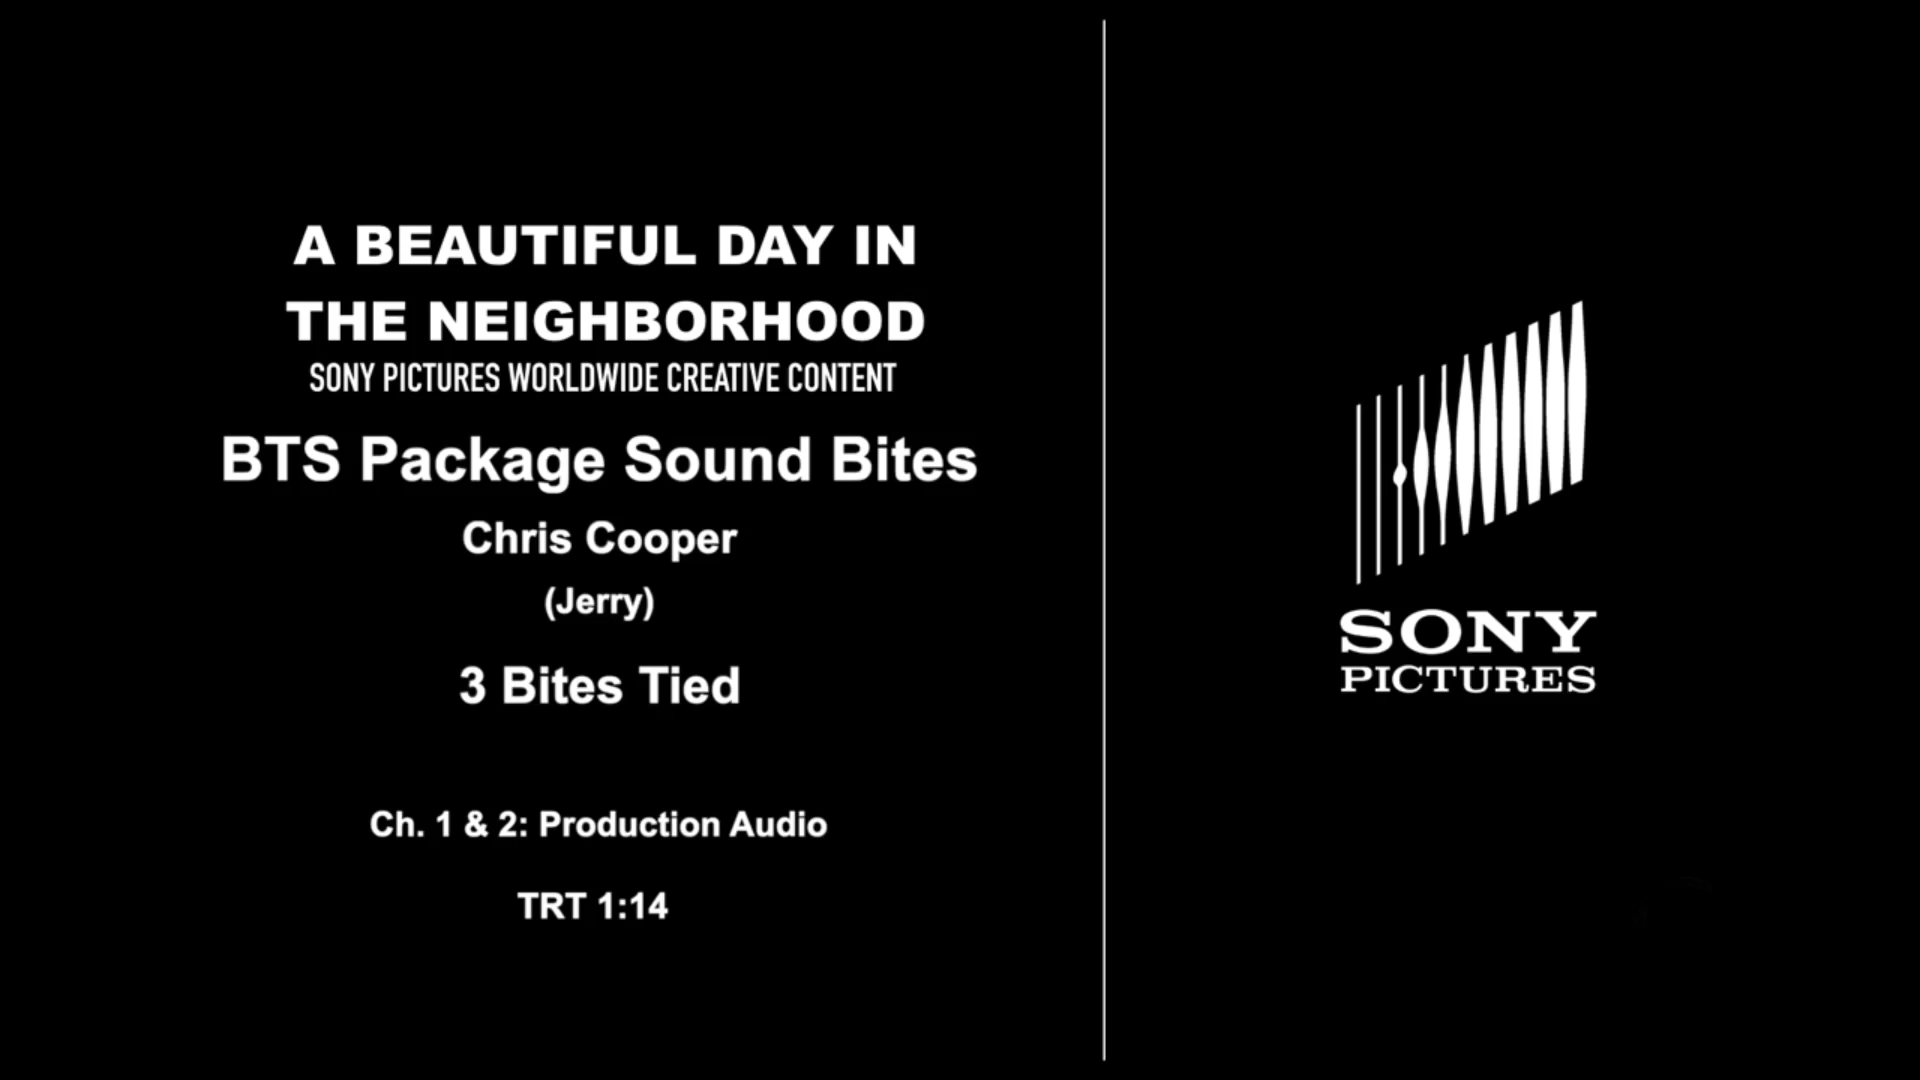 A BEAUTIFUL DAY IN
THE NEIGHBORHOOD
SONY PICTURES WORLDWIDE CREATIVE CONTENT
BTS Package Sound Bites
Chris Cooper
(Jerry)
3 Bites Tied
Ch. 1 & 2: Production Audio
TRT 1:14
SONY
PICTURES